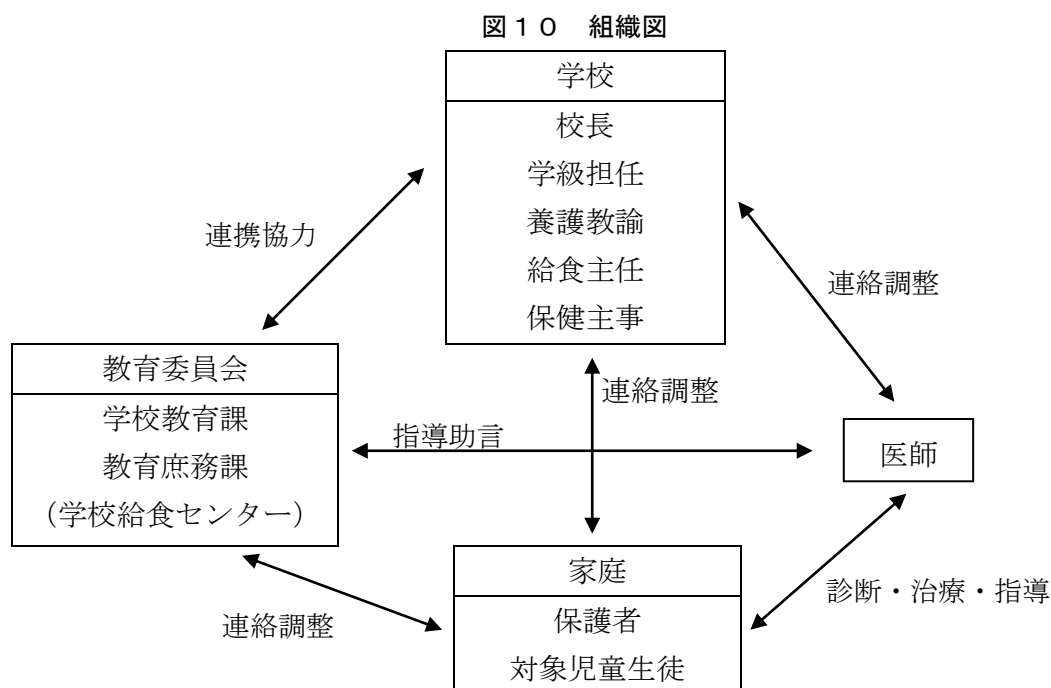 図１０　組織図
学校
校長
学級担任
養護教諭
給食主任
保健主事
連携協力
連絡調整
教育委員会
学校教育課
教育庶務課
（学校給食センター）
連絡調整
指導助言
医師
家庭
保護者
対象児童生徒
連絡調整
診断・治療・指導